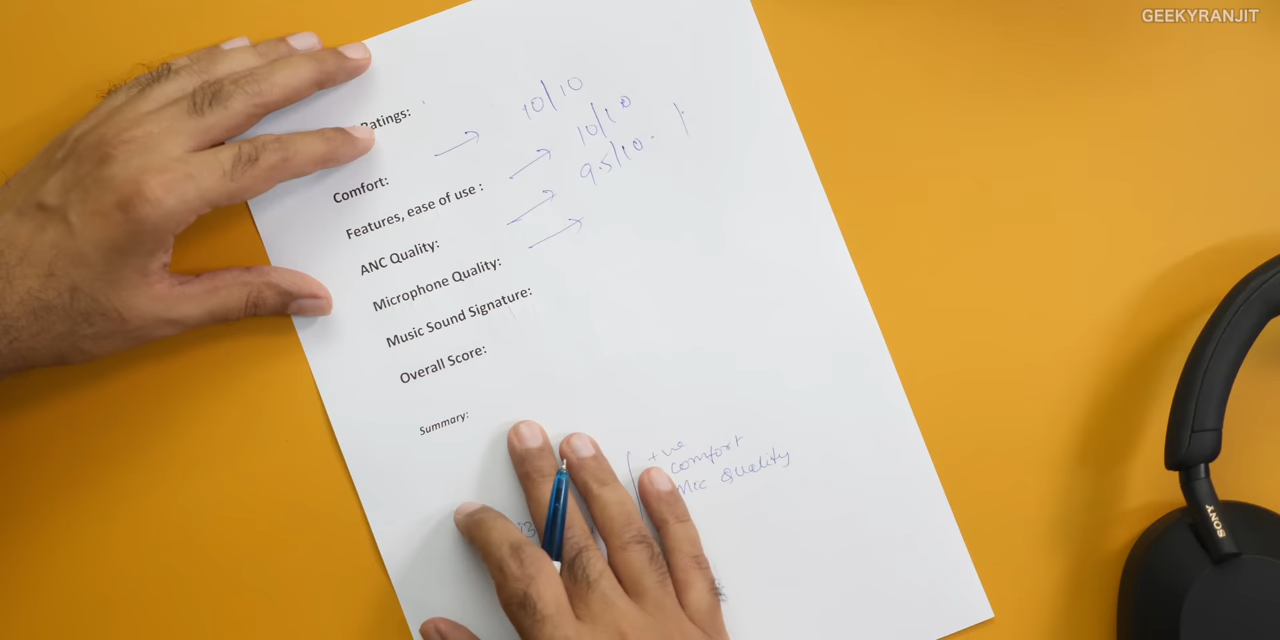 GEEKYRANJIT
Ratings:
Comfort: → 10/10
Features, ease of use : → 10/10
ANC Quality: → 9.5/10.
Microphone Quality: →
Music Sound Signature:
Overall Score:
Summary:
+ve
comfort
Mic Quality
SONY